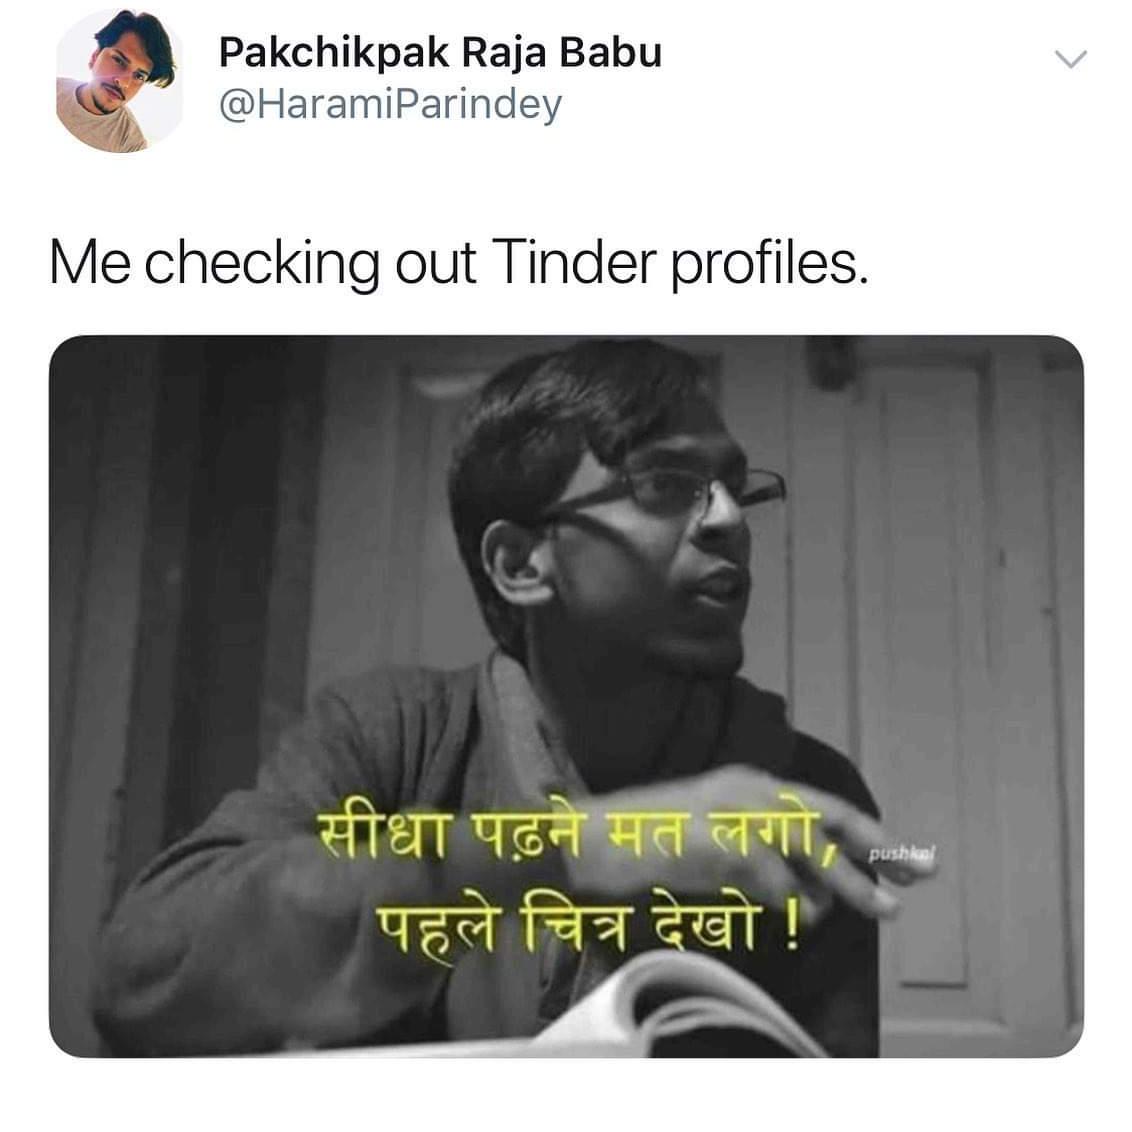 Pakchikpak Raja Babu
@HaramiParindey
Me checking out Tinder profiles.
सीधा पढ़ने मत लगो,
pushkal
पहले चित्र देखो !